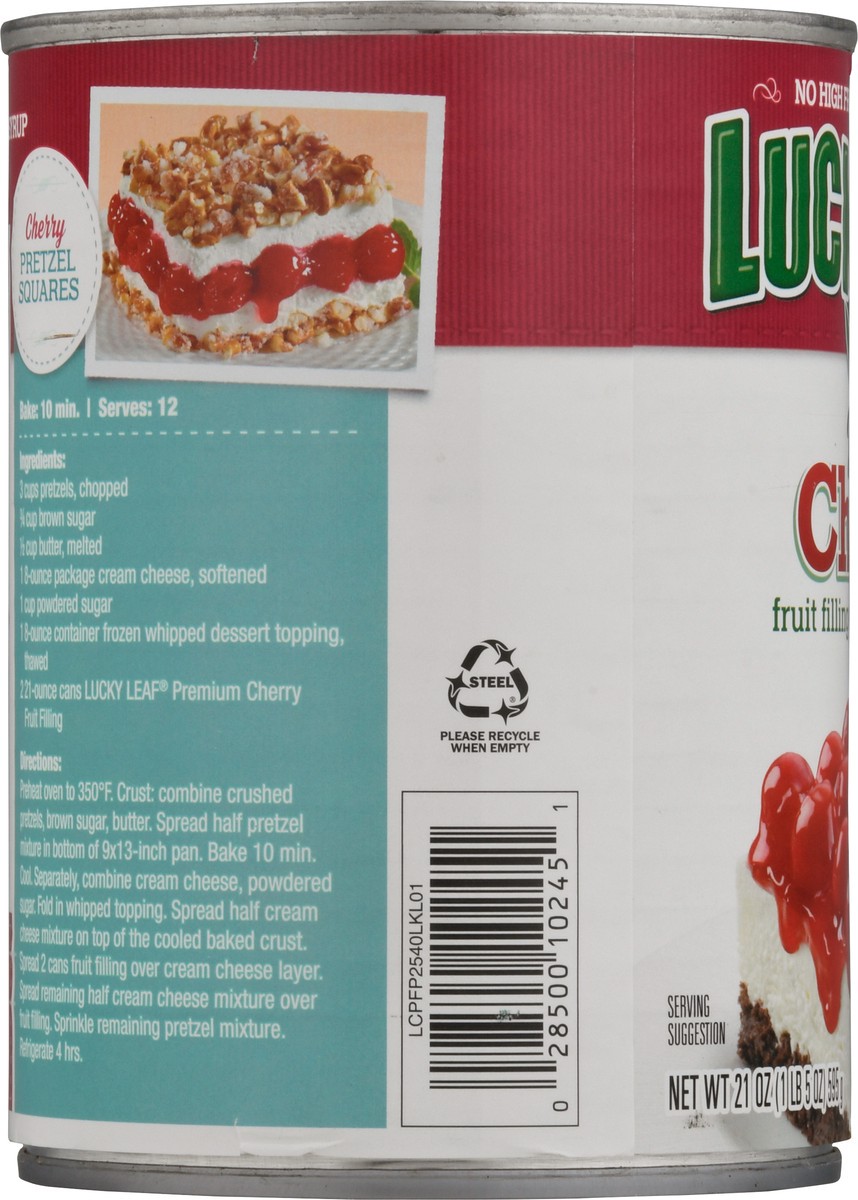 Cherry
PRETZEL
SQUARES
Bake: 10 min. | Serves: 12
Ingredients:
3 cups pretzels, chopped
¾ cup brown sugar
½ cup butter, melted
1 8-ounce package cream cheese, softened
1 cup powdered sugar
1 8-ounce container frozen whipped dessert topping,
thawed
2 21-ounce cans LUCKY LEAF® Premium Cherry
Fruit Filling
Directions:
Preheat oven to 350°F. Crust: combine crushed
pretzels, brown sugar, butter. Spread half pretzel
mixture in bottom of 9x13-inch pan. Bake 10 min.
Cool. Separately, combine cream cheese, powdered
sugar. Fold in whipped topping. Spread half cream
cheese mixture on top of the cooled baked crust.
Spread 2 cans fruit filling over cream cheese layer.
Spread remaining half cream cheese mixture over
fruit filling. Sprinkle remaining pretzel mixture.
Refrigerate 4 hrs.
STEEL®
PLEASE RECYCLE
WHEN EMPTY
LCPFP2540LKL01
0 28500 10245 1
NO HIGH F
LUC
Ch
fruit filling
SERVING
SUGGESTION
NET WT 21 OZ (1 LB 5 OZ) 595 g